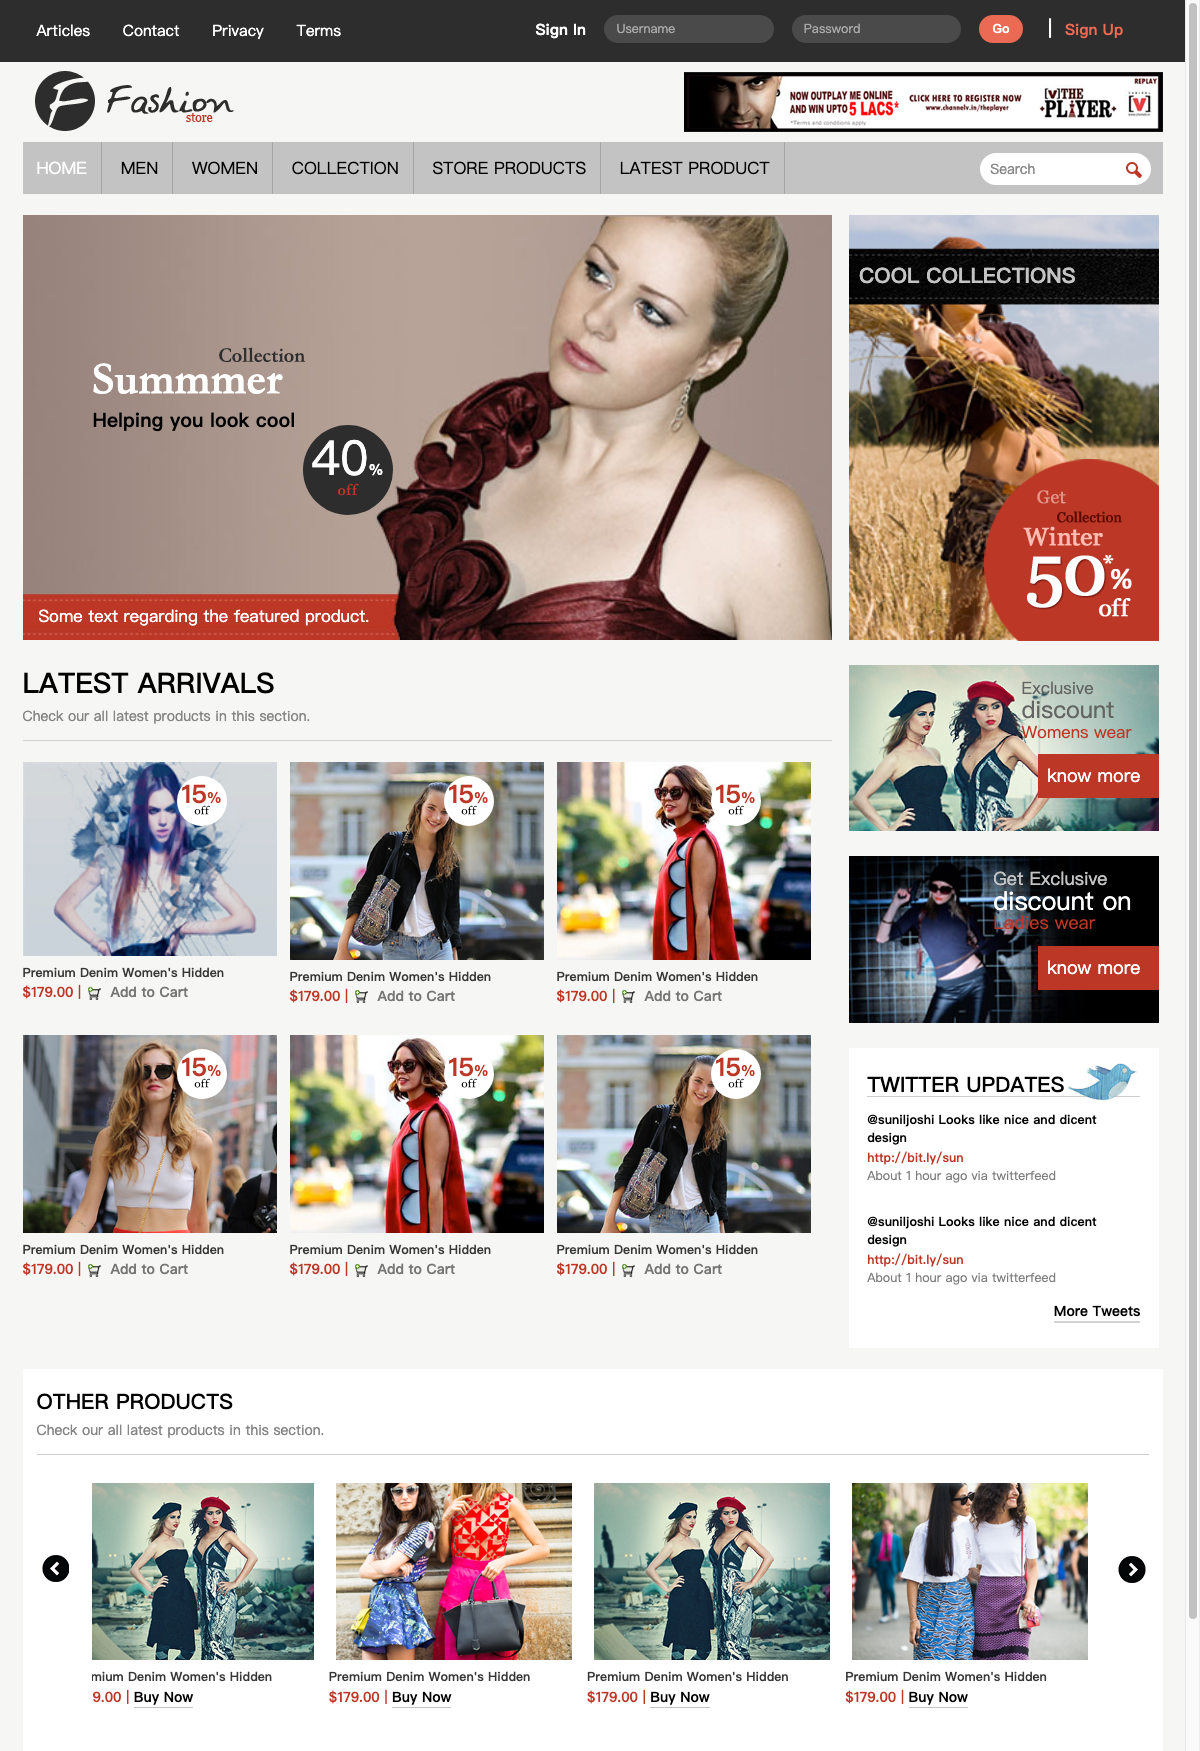 Articles Contact Privacy Terms Sign In Username Password Go Sign Up
Fashion
store
REPLAY
NOW OUTPLAY ME ONLINE
AND WIN UPTO 5 LACS*
*Terms and conditions apply
CLICK HERE TO REGISTER NOW
www.channelv.in/theplayer
[v] THE
PLAYER
[v]
HOME MEN WOMEN COLLECTION STORE PRODUCTS LATEST PRODUCT Search
Collection
Summmer
Helping you look cool
40%
off
Some text regarding the featured product.
COOL COLLECTIONS
Get
Collection
Winter
50*%
off
LATEST ARRIVALS
Check our all latest products in this section.
Exclusive
discount
Womens wear
know more
15% off
15% off
15% off
Premium Denim Women's Hidden
$179.00 | Add to Cart
Premium Denim Women's Hidden
$179.00 | Add to Cart
Premium Denim Women's Hidden
$179.00 | Add to Cart
Get Exclusive
discount on
Ladies wear
know more
15% off
15% off
15% off
Premium Denim Women's Hidden
$179.00 | Add to Cart
Premium Denim Women's Hidden
$179.00 | Add to Cart
Premium Denim Women's Hidden
$179.00 | Add to Cart
TWITTER UPDATES
@suniljoshi Looks like nice and dicent
design
http://bit.ly/sun
About 1 hour ago via twitterfeed
@suniljoshi Looks like nice and dicent
design
http://bit.ly/sun
About 1 hour ago via twitterfeed
More Tweets
OTHER PRODUCTS
Check our all latest products in this section.
mium Denim Women's Hidden
9.00 | Buy Now
Premium Denim Women's Hidden
$179.00 | Buy Now
Premium Denim Women's Hidden
$179.00 | Buy Now
Premium Denim Women's Hidden
$179.00 | Buy Now